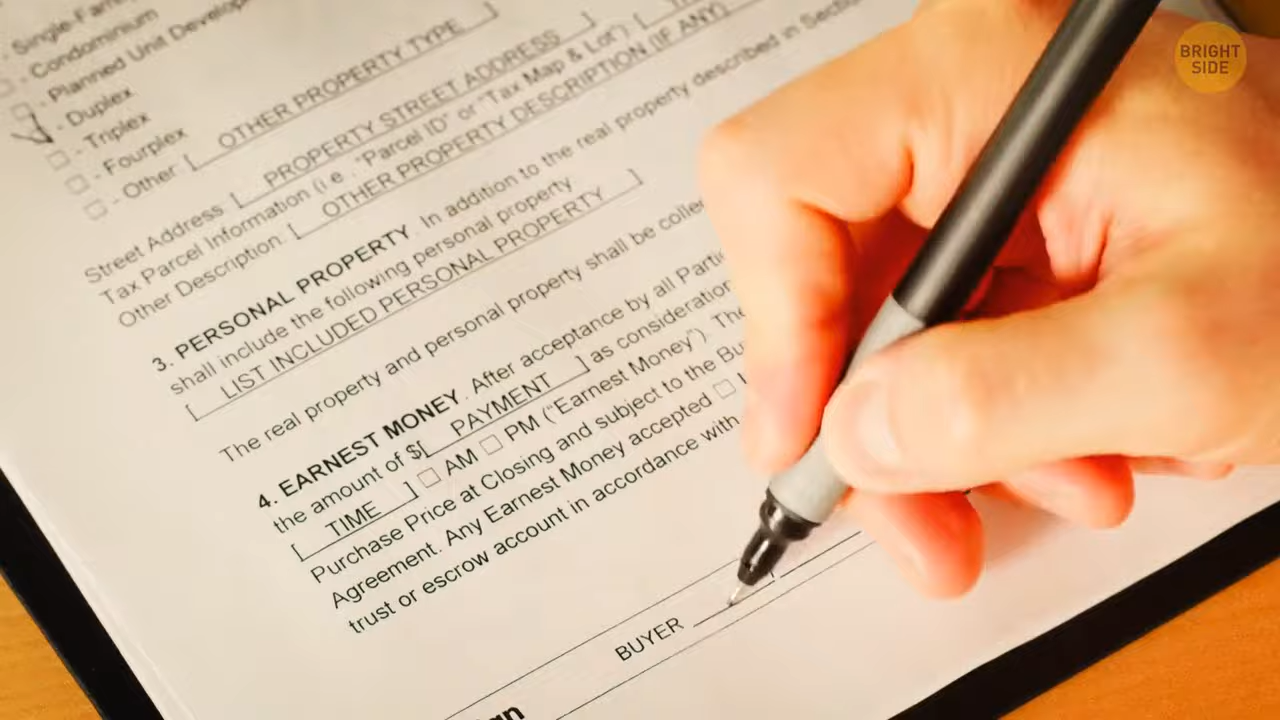 - Single-Family
- Condominium
- Planned Unit Develop
- Duplex
- Triplex
- Fourplex
- Other: [ OTHER PROPERTY TYPE ]
Street Address: [ PROPERTY STREET ADDRESS ]
Tax Parcel Information (i.e. "Parcel ID" or "Tax Map & Lot"): [
Other Description: [ OTHER PROPERTY DESCRIPTION (IF ANY)
3. PERSONAL PROPERTY. In addition to the real property described in Section
shall include the following personal property:
[ LIST INCLUDED PERSONAL PROPERTY ]
The real property and personal property shall be collec
4. EARNEST MONEY. After acceptance by all Parti
the amount of $[ PAYMENT ] as consideration
[ TIME ] ☐ AM ☐ PM ("Earnest Money"). The
Purchase Price at Closing and subject to the Bu
Agreement. Any Earnest Money accepted ☐
trust or escrow account in accordance with
BUYER
BRIGHT
SIDE